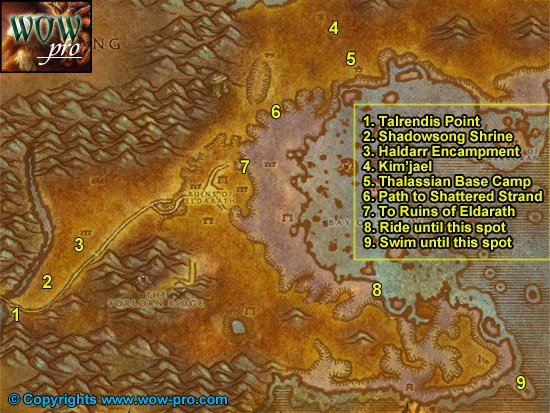 WOW
pro
NG
4
5
1. Talrendis Point
2. Shadowsong Shrine
3. Haldarr Encampment
4. Kim'jael
5. Thalassian Base Camp
6. Path to Shattered Strand
7. To Ruins of Eldarath
8. Ride until this spot
9. Swim until this spot
6
7
RUINS OF
ELDARATH
BAY O
3
2
THE
FORLORN RIDGE
8
1
9
© Copyrights www.wow-pro.com